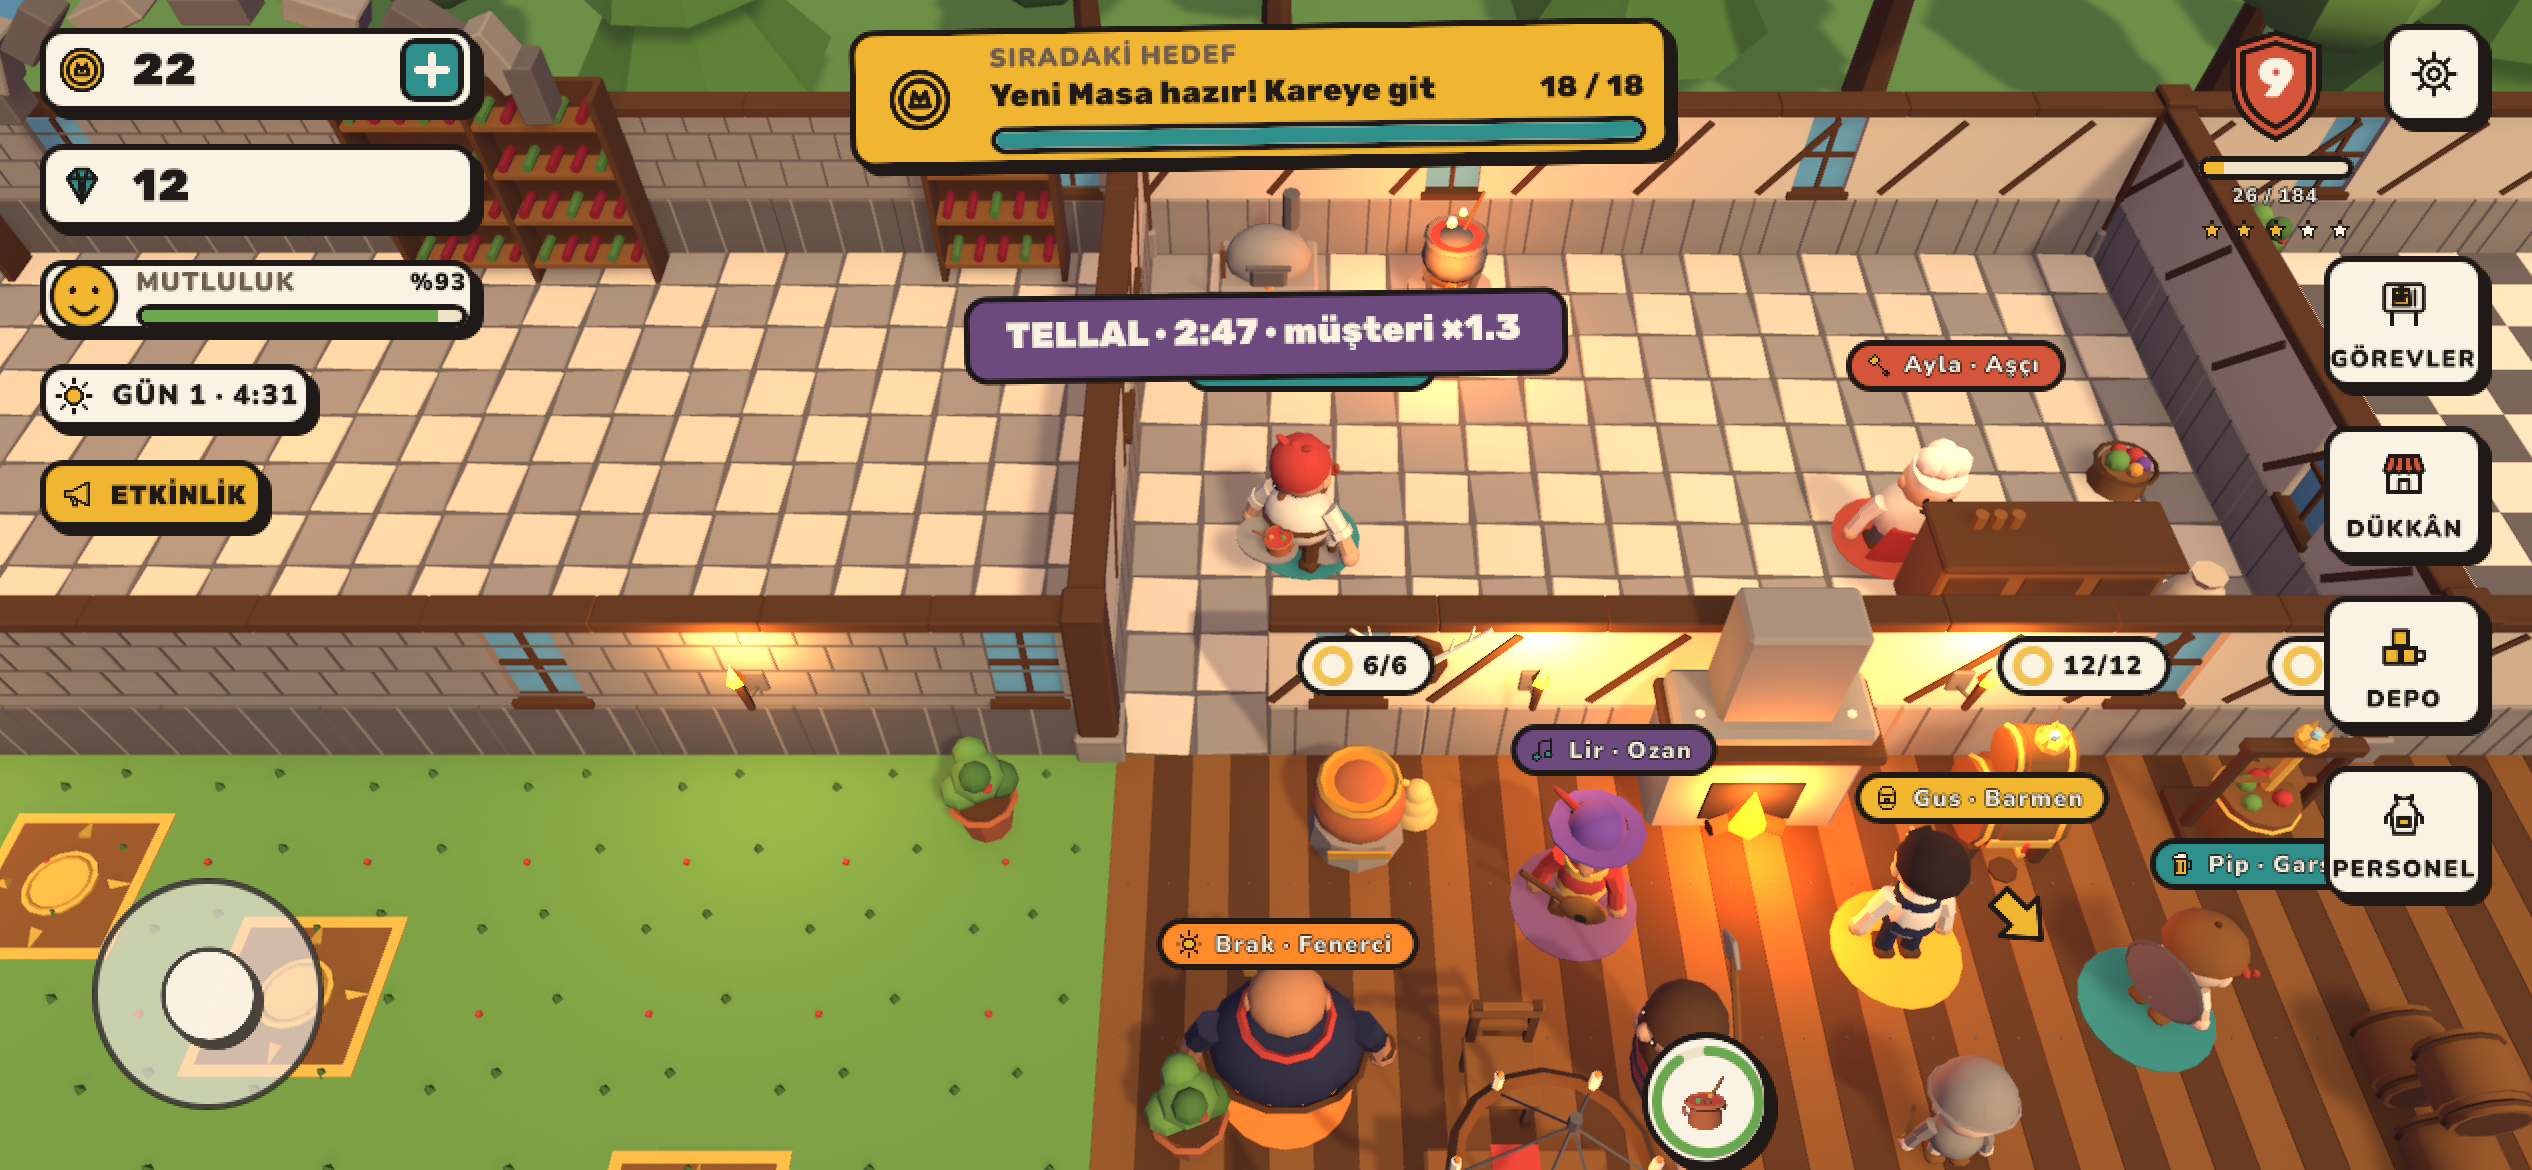 22
SIRADAKİ HEDEF
Yeni Masa hazır! Kareye git
18 / 18
9
12
26 / 184
MUTLULUK
%93
TELLAL • 2:47 • müşteri ×1.3
GÖREVLER
Ayla · Aşçı
GÜN 1 · 4:31
ETKİNLİK
DÜKKÂN
6/6
12/12
DEPO
Lir · Ozan
Gus · Barmen
Pip · Gars
PERSONEL
Brak · Fenerci